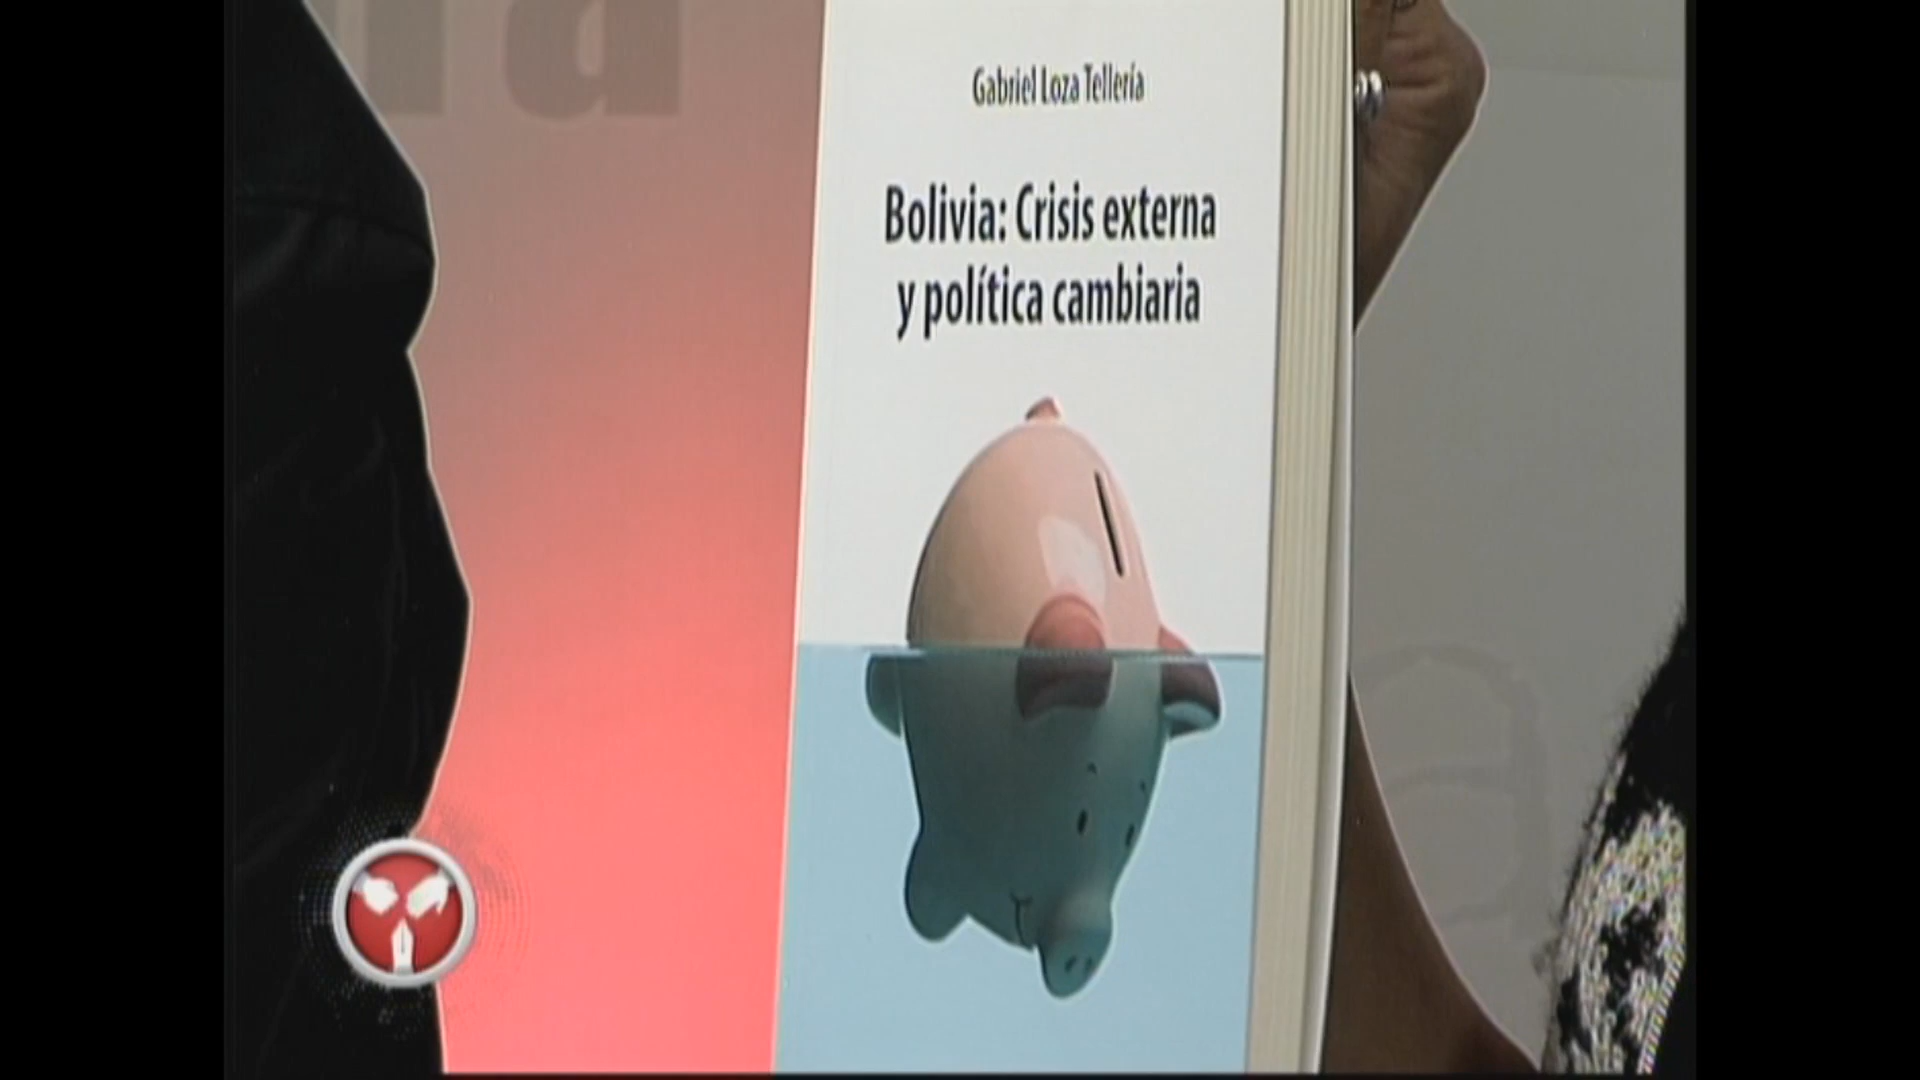 Gabriel Loza Tellería
Bolivia: Crisis externa
y política cambiaria